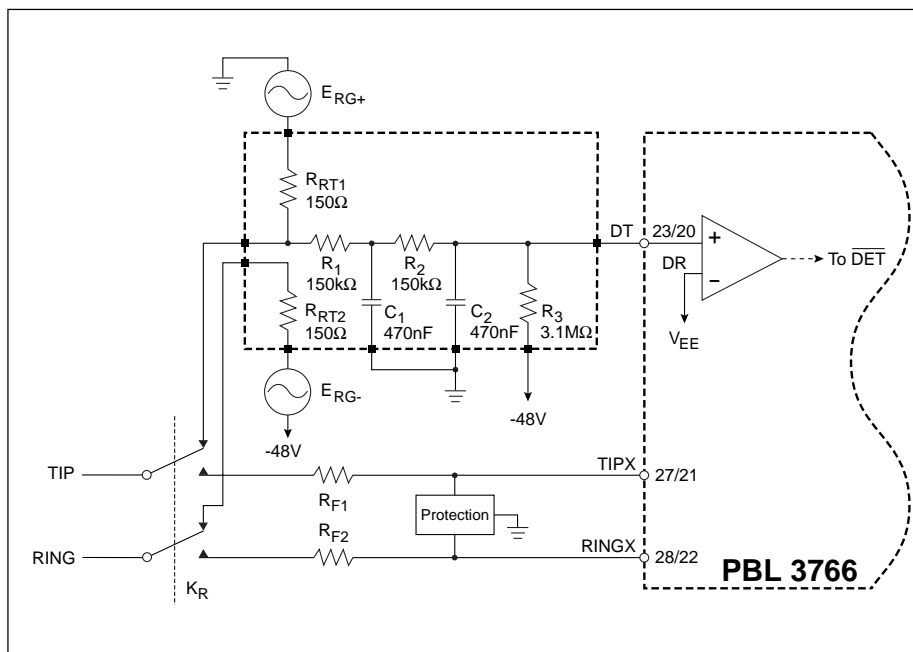 E_RG+
R_RT1
150Ω
R_1
150kΩ
R_2
150kΩ
DT
23/20
+
DR
−
To D̅E̅T̅
R_RT2
150Ω
C_1
470nF
C_2
470nF
R_3
3.1MΩ
V_EE
E_RG-
-48V
-48V
TIP
TIPX
27/21
R_F1
Protection
R_F2
RING
RINGX
28/22
K_R
PBL 3766